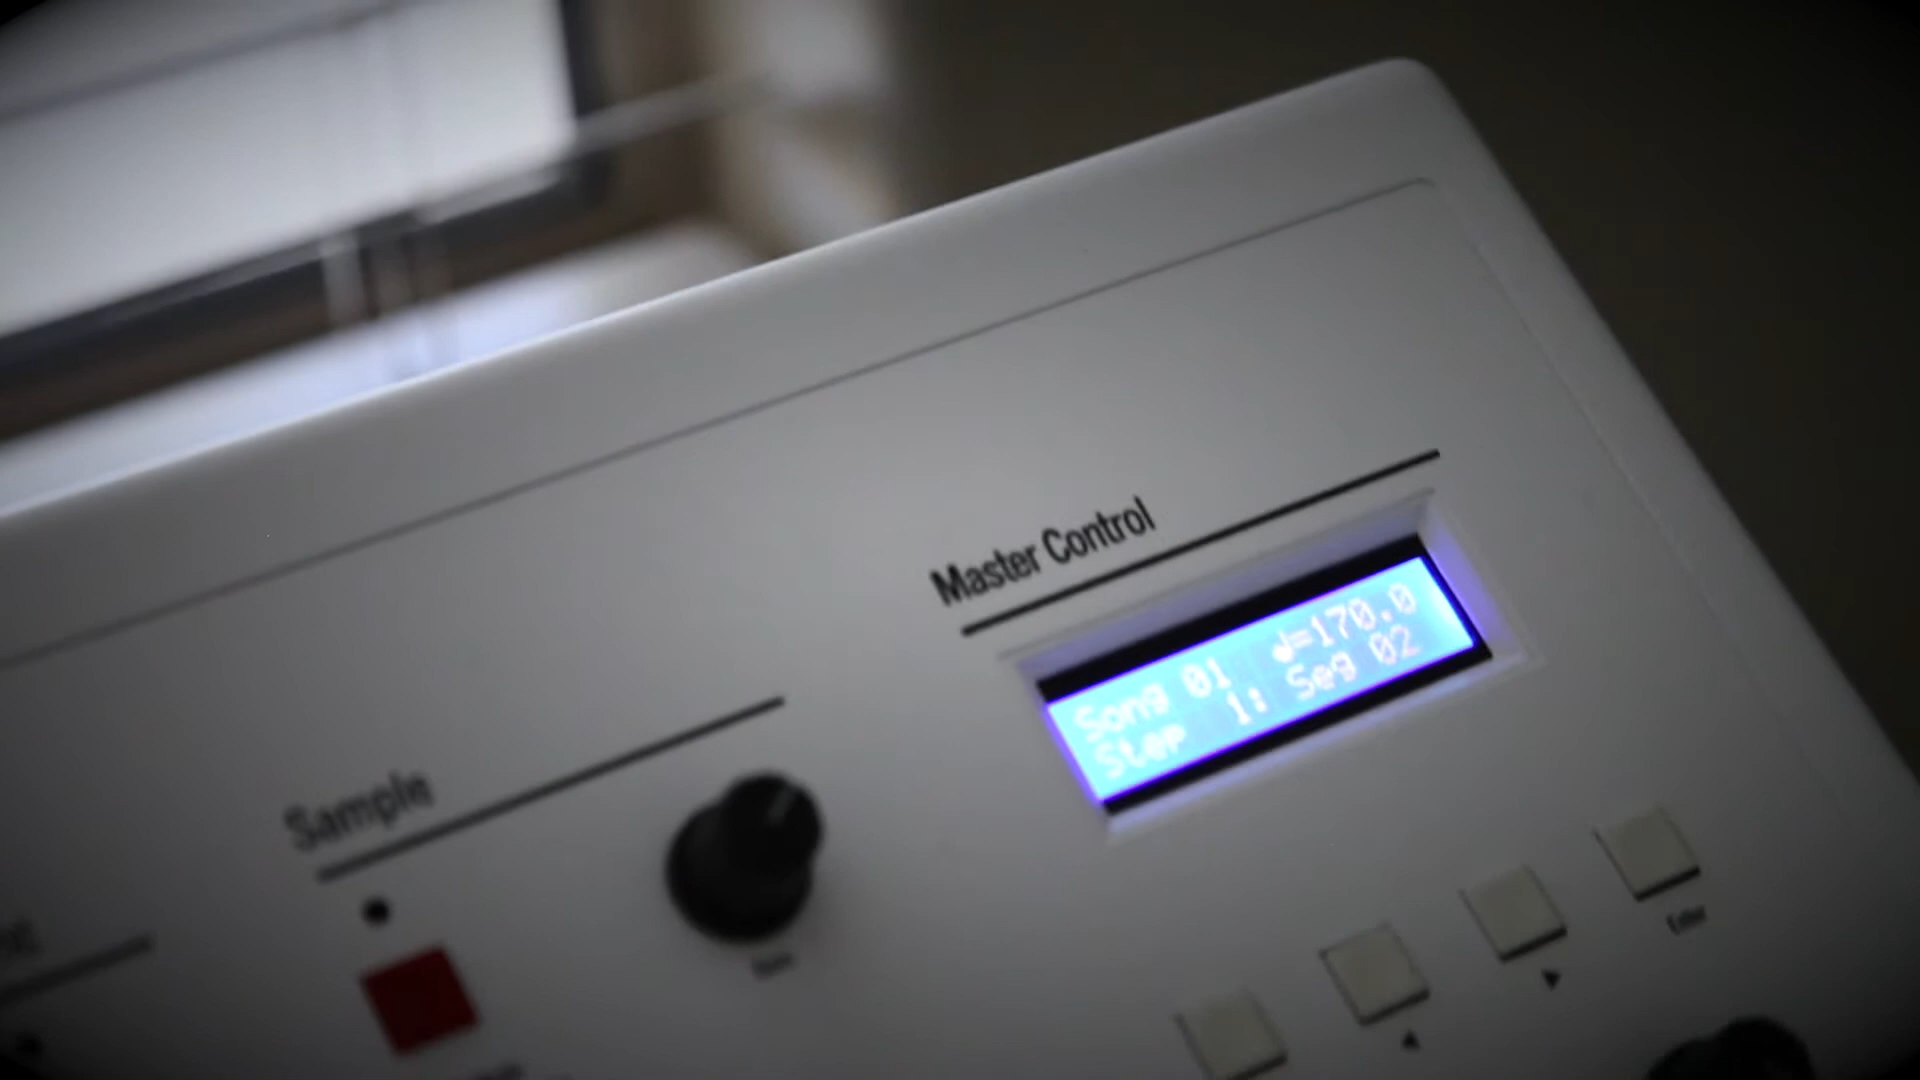 Master Control
Song 01 ♩=170.0
Step 1: Seg 02
Sample
Enter